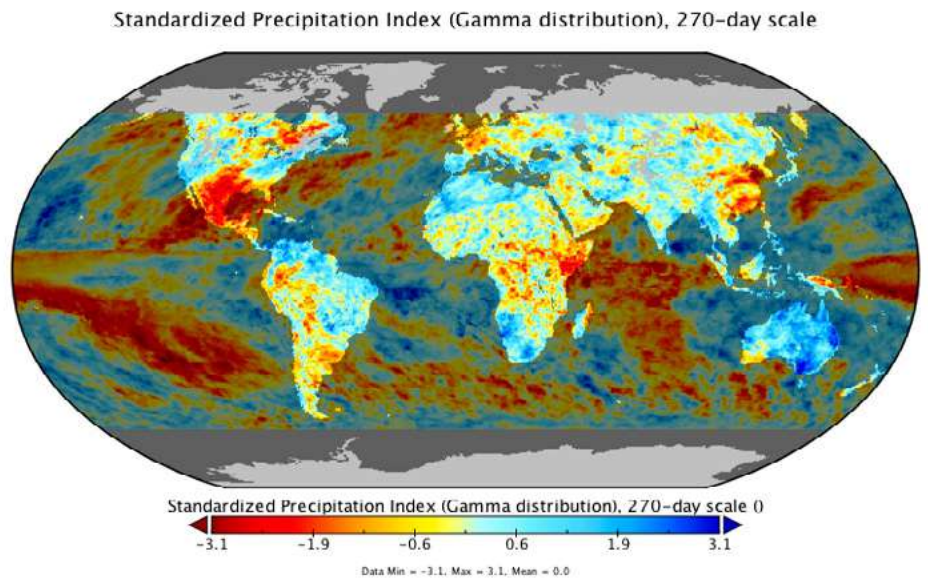 Standardized Precipitation Index (Gamma distribution), 270-day scale
Standardized Precipitation Index (Gamma distribution), 270-day scale ()
-3.1 -1.9 -0.6 0.6 1.9 3.1
Data Min = -3.1, Max = 3.1, Mean = 0.0